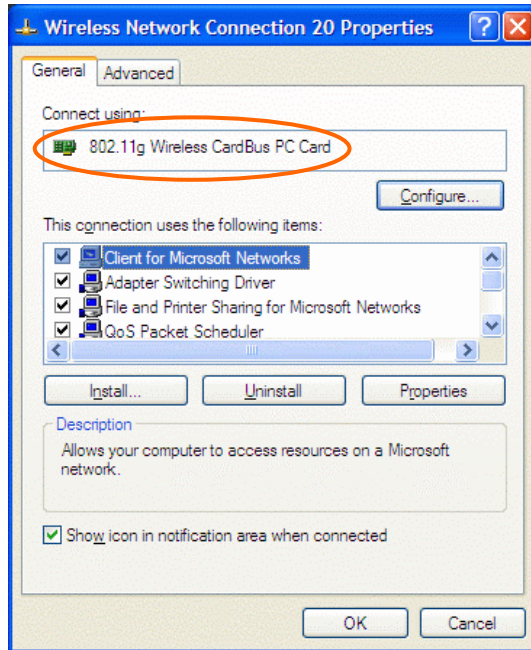 Wireless Network Connection 20 Properties
General Advanced
Connect using:
802.11g Wireless CardBus PC Card
Configure...
This connection uses the following items:
Client for Microsoft Networks
Adapter Switching Driver
File and Printer Sharing for Microsoft Networks
QoS Packet Scheduler
Install... Uninstall Properties
Description
Allows your computer to access resources on a Microsoft
network.
Show icon in notification area when connected
OK Cancel